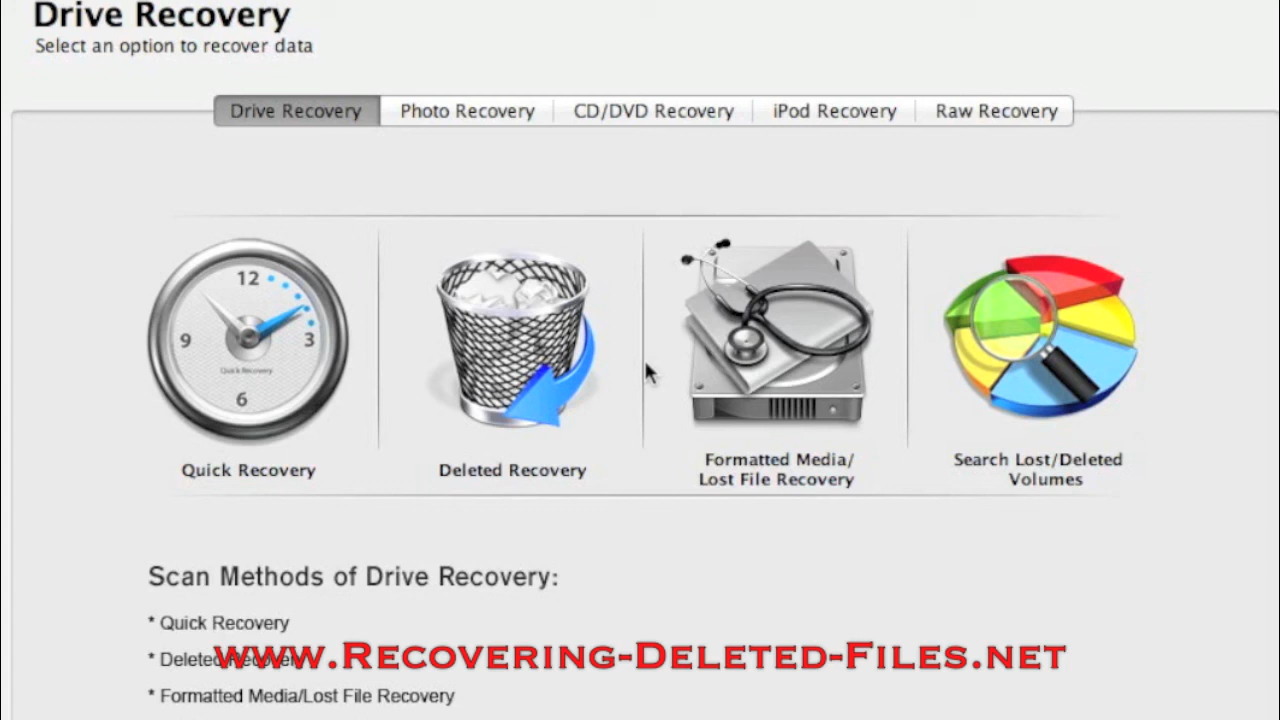 Drive Recovery
Select an option to recover data
Drive Recovery Photo Recovery CD/DVD Recovery iPod Recovery Raw Recovery
12
9 3
Quick Recovery
6
Quick Recovery
Deleted Recovery
Formatted Media/
Lost File Recovery
Search Lost/Deleted
Volumes
Scan Methods of Drive Recovery:
* Quick Recovery
* Deleted Recovery
www.Recovering-Deleted-Files.net
* Formatted Media/Lost File Recovery